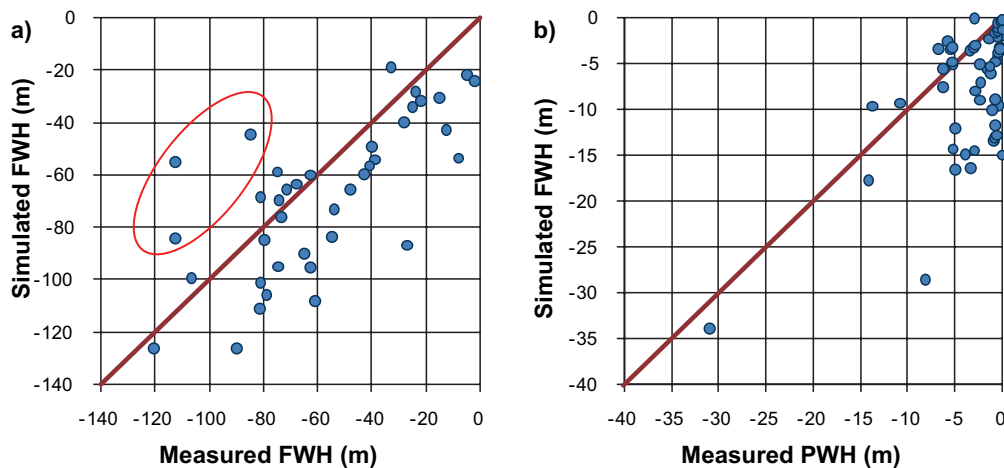 a)
Simulated FWH (m)
0
-20
-40
-60
-80
-100
-120
-140
-140 -120 -100 -80 -60 -40 -20 0
Measured FWH (m)
b)
Simulated FWH (m)
0
-5
-10
-15
-20
-25
-30
-35
-40
-40 -35 -30 -25 -20 -15 -10 -5 0
Measured PWH (m)